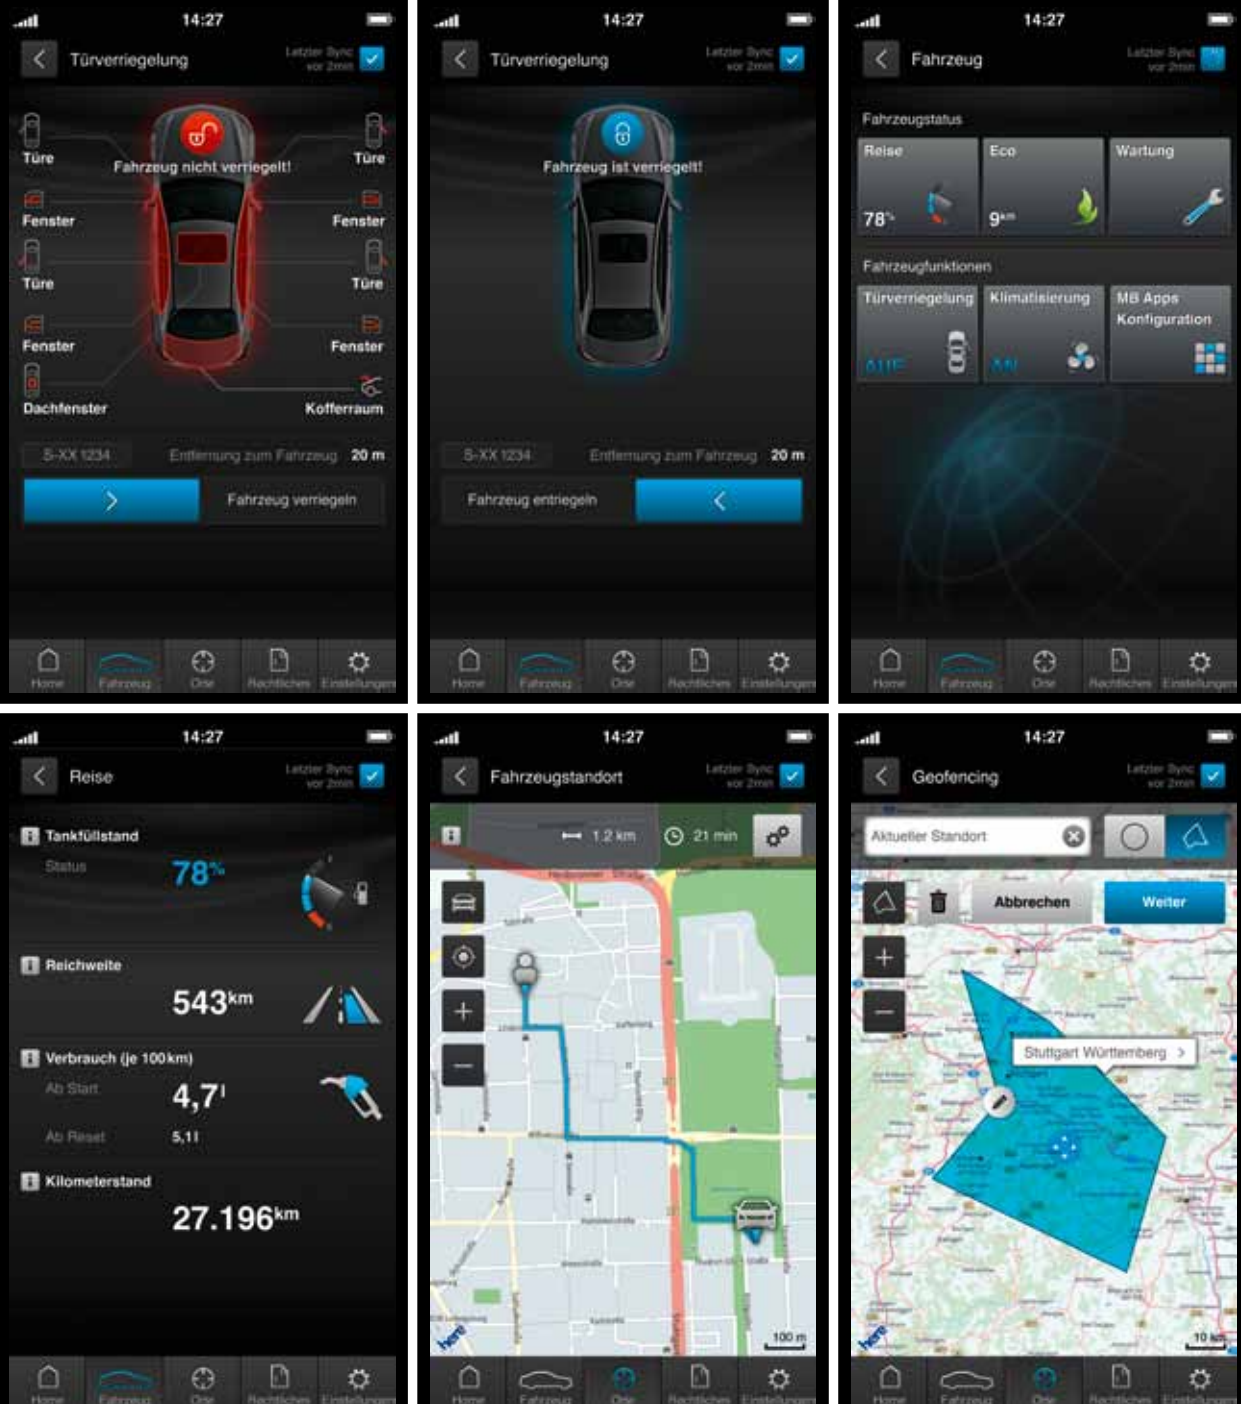 14:27
Türverriegelung
Letzter Sync
vor 2min
Türe
Türe
Fahrzeug nicht verriegelt!
Fenster
Fenster
Türe
Türe
Fenster
Fenster
Dachfenster
Kofferraum
S-XX 1234
Entfernung zum Fahrzeug 20 m
Fahrzeug verriegeln
Home Fahrzeug Orte Rechtliches Einstellungen
14:27
Türverriegelung
Letzter Sync
vor 2min
Fahrzeug ist verriegelt!
S-XX 1234
Entfernung zum Fahrzeug 20 m
Fahrzeug entriegeln
Home Fahrzeug Orte Rechtliches Einstellungen
14:27
Fahrzeug
Letzter Sync
vor 2min
Fahrzeugstatus
Reise
78%
Eco
9km
Wartung
Fahrzeugfunktionen
Türverriegelung
AUF
Klimatisierung
AN
MB Apps
Konfiguration
Home Fahrzeug Orte Rechtliches Einstellungen
14:27
Reise
Letzter Sync
vor 2min
Tankfüllstand
Status 78%
Reichweite
543km
Verbrauch (je 100km)
Ab Start 4,7l
Ab Reset 5,1l
Kilometerstand
27.196km
Home Fahrzeug Orte Rechtliches Einstellungen
14:27
Fahrzeugstandort
Letzter Sync
vor 2min
1.2 km 21 min
here
100 m
Home Fahrzeug Orte Rechtliches Einstellungen
14:27
Geofencing
Letzter Sync
vor 2min
Aktueller Standort
Abbrechen
Weiter
Stuttgart Württemberg >
here
10 km
Home Fahrzeug Orte Rechtliches Einstellungen